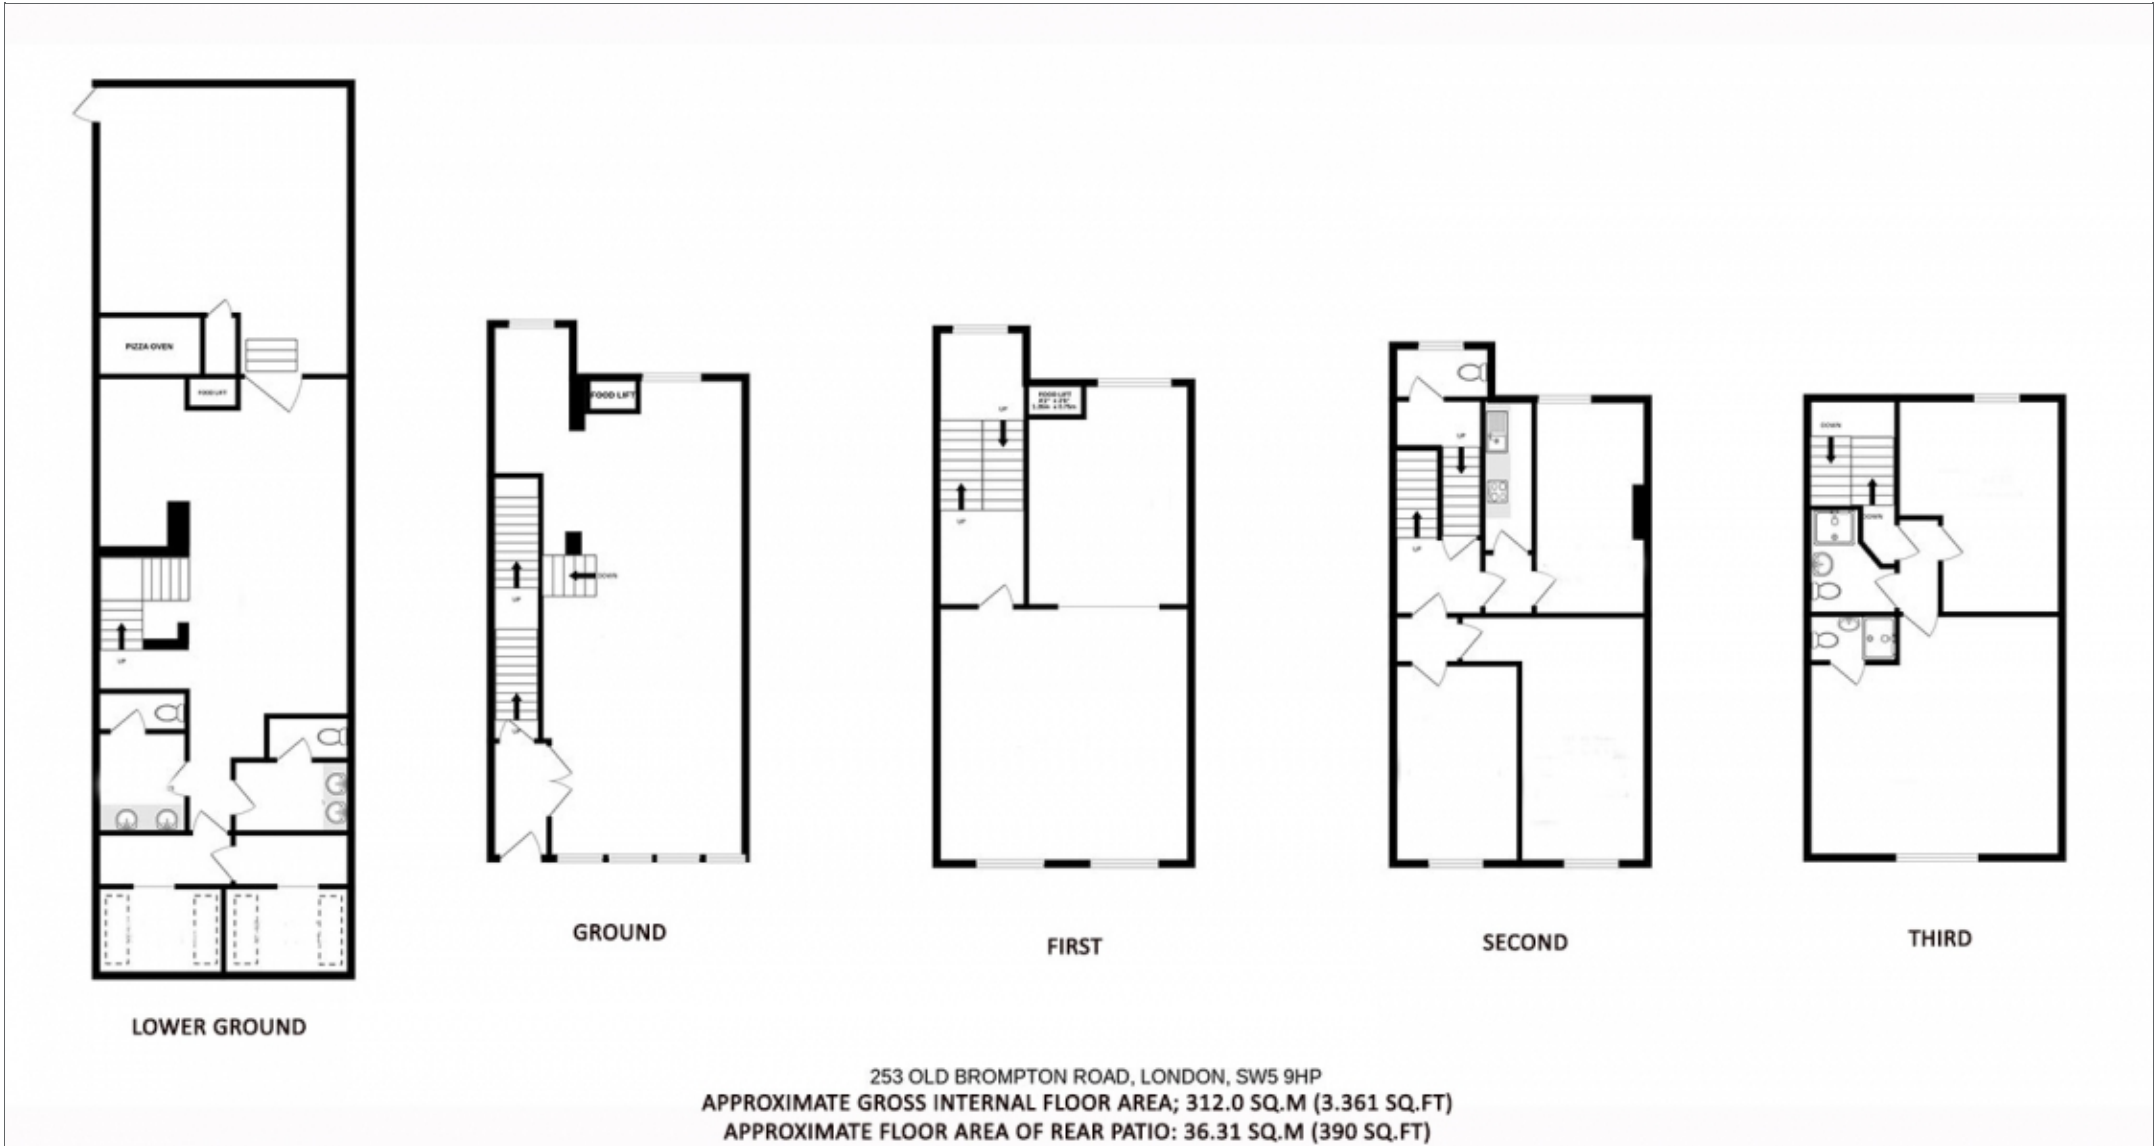 PIZZA OVEN
FOOD LIFT
UP
LOWER GROUND
FOOD LIFT
DOWN
UP
UP
GROUND
FOOD LIFT
UP
UP
FIRST
UP
UP
SECOND
DOWN
DOWN
THIRD
253 OLD BROMPTON ROAD, LONDON, SW5 9HP
APPROXIMATE GROSS INTERNAL FLOOR AREA; 312.0 SQ.M (3.361 SQ.FT)
APPROXIMATE FLOOR AREA OF REAR PATIO: 36.31 SQ.M (390 SQ.FT)